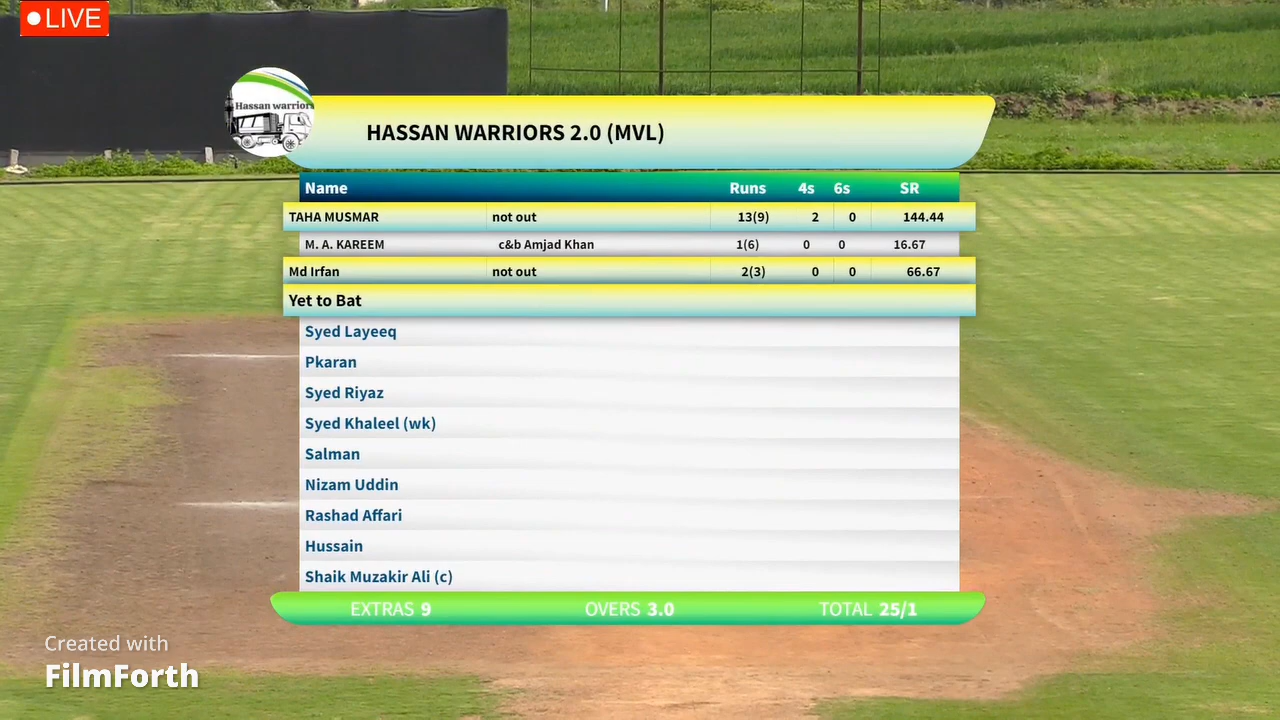 LIVE
Hassan warriors
HASSAN WARRIORS 2.0 (MVL)
Name Runs 4s 6s SR
TAHA MUSMAR not out 13(9) 2 0 144.44
M. A. KAREEM c&b Amjad Khan 1(6) 0 0 16.67
Md Irfan not out 2(3) 0 0 66.67
Yet to Bat
Syed Layeeq
Pkaran
Syed Riyaz
Syed Khaleel (wk)
Salman
Nizam Uddin
Rashad Affari
Hussain
Shaik Muzakir Ali (c)
EXTRAS 9 OVERS 3.0 TOTAL 25/1
Created with
FilmForth